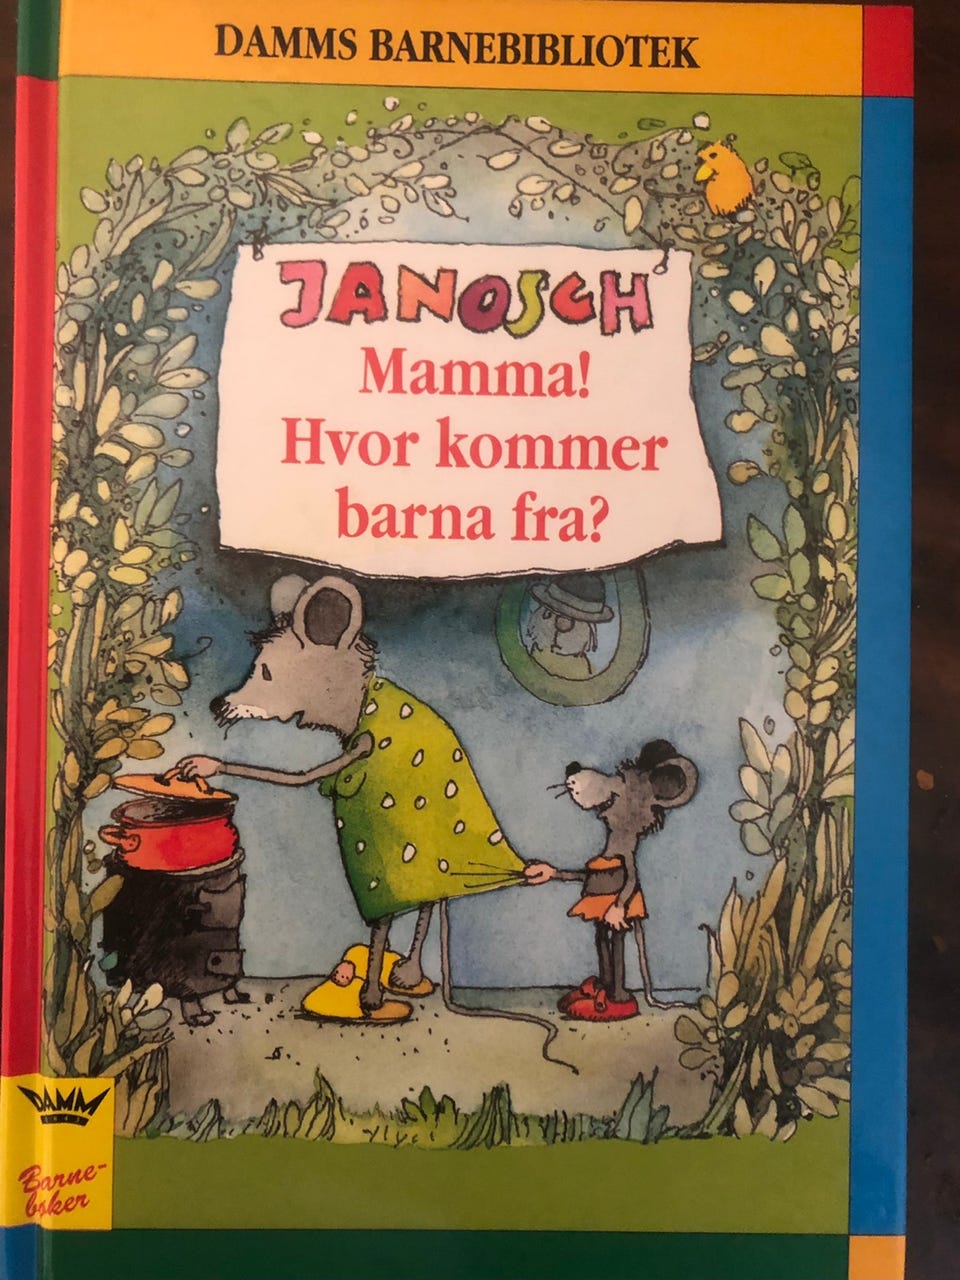 DAMMS BARNEBIBLIOTEK
JANOSCH
Mamma!
Hvor kommer
barna fra?
DAMM
Barne-
bøker